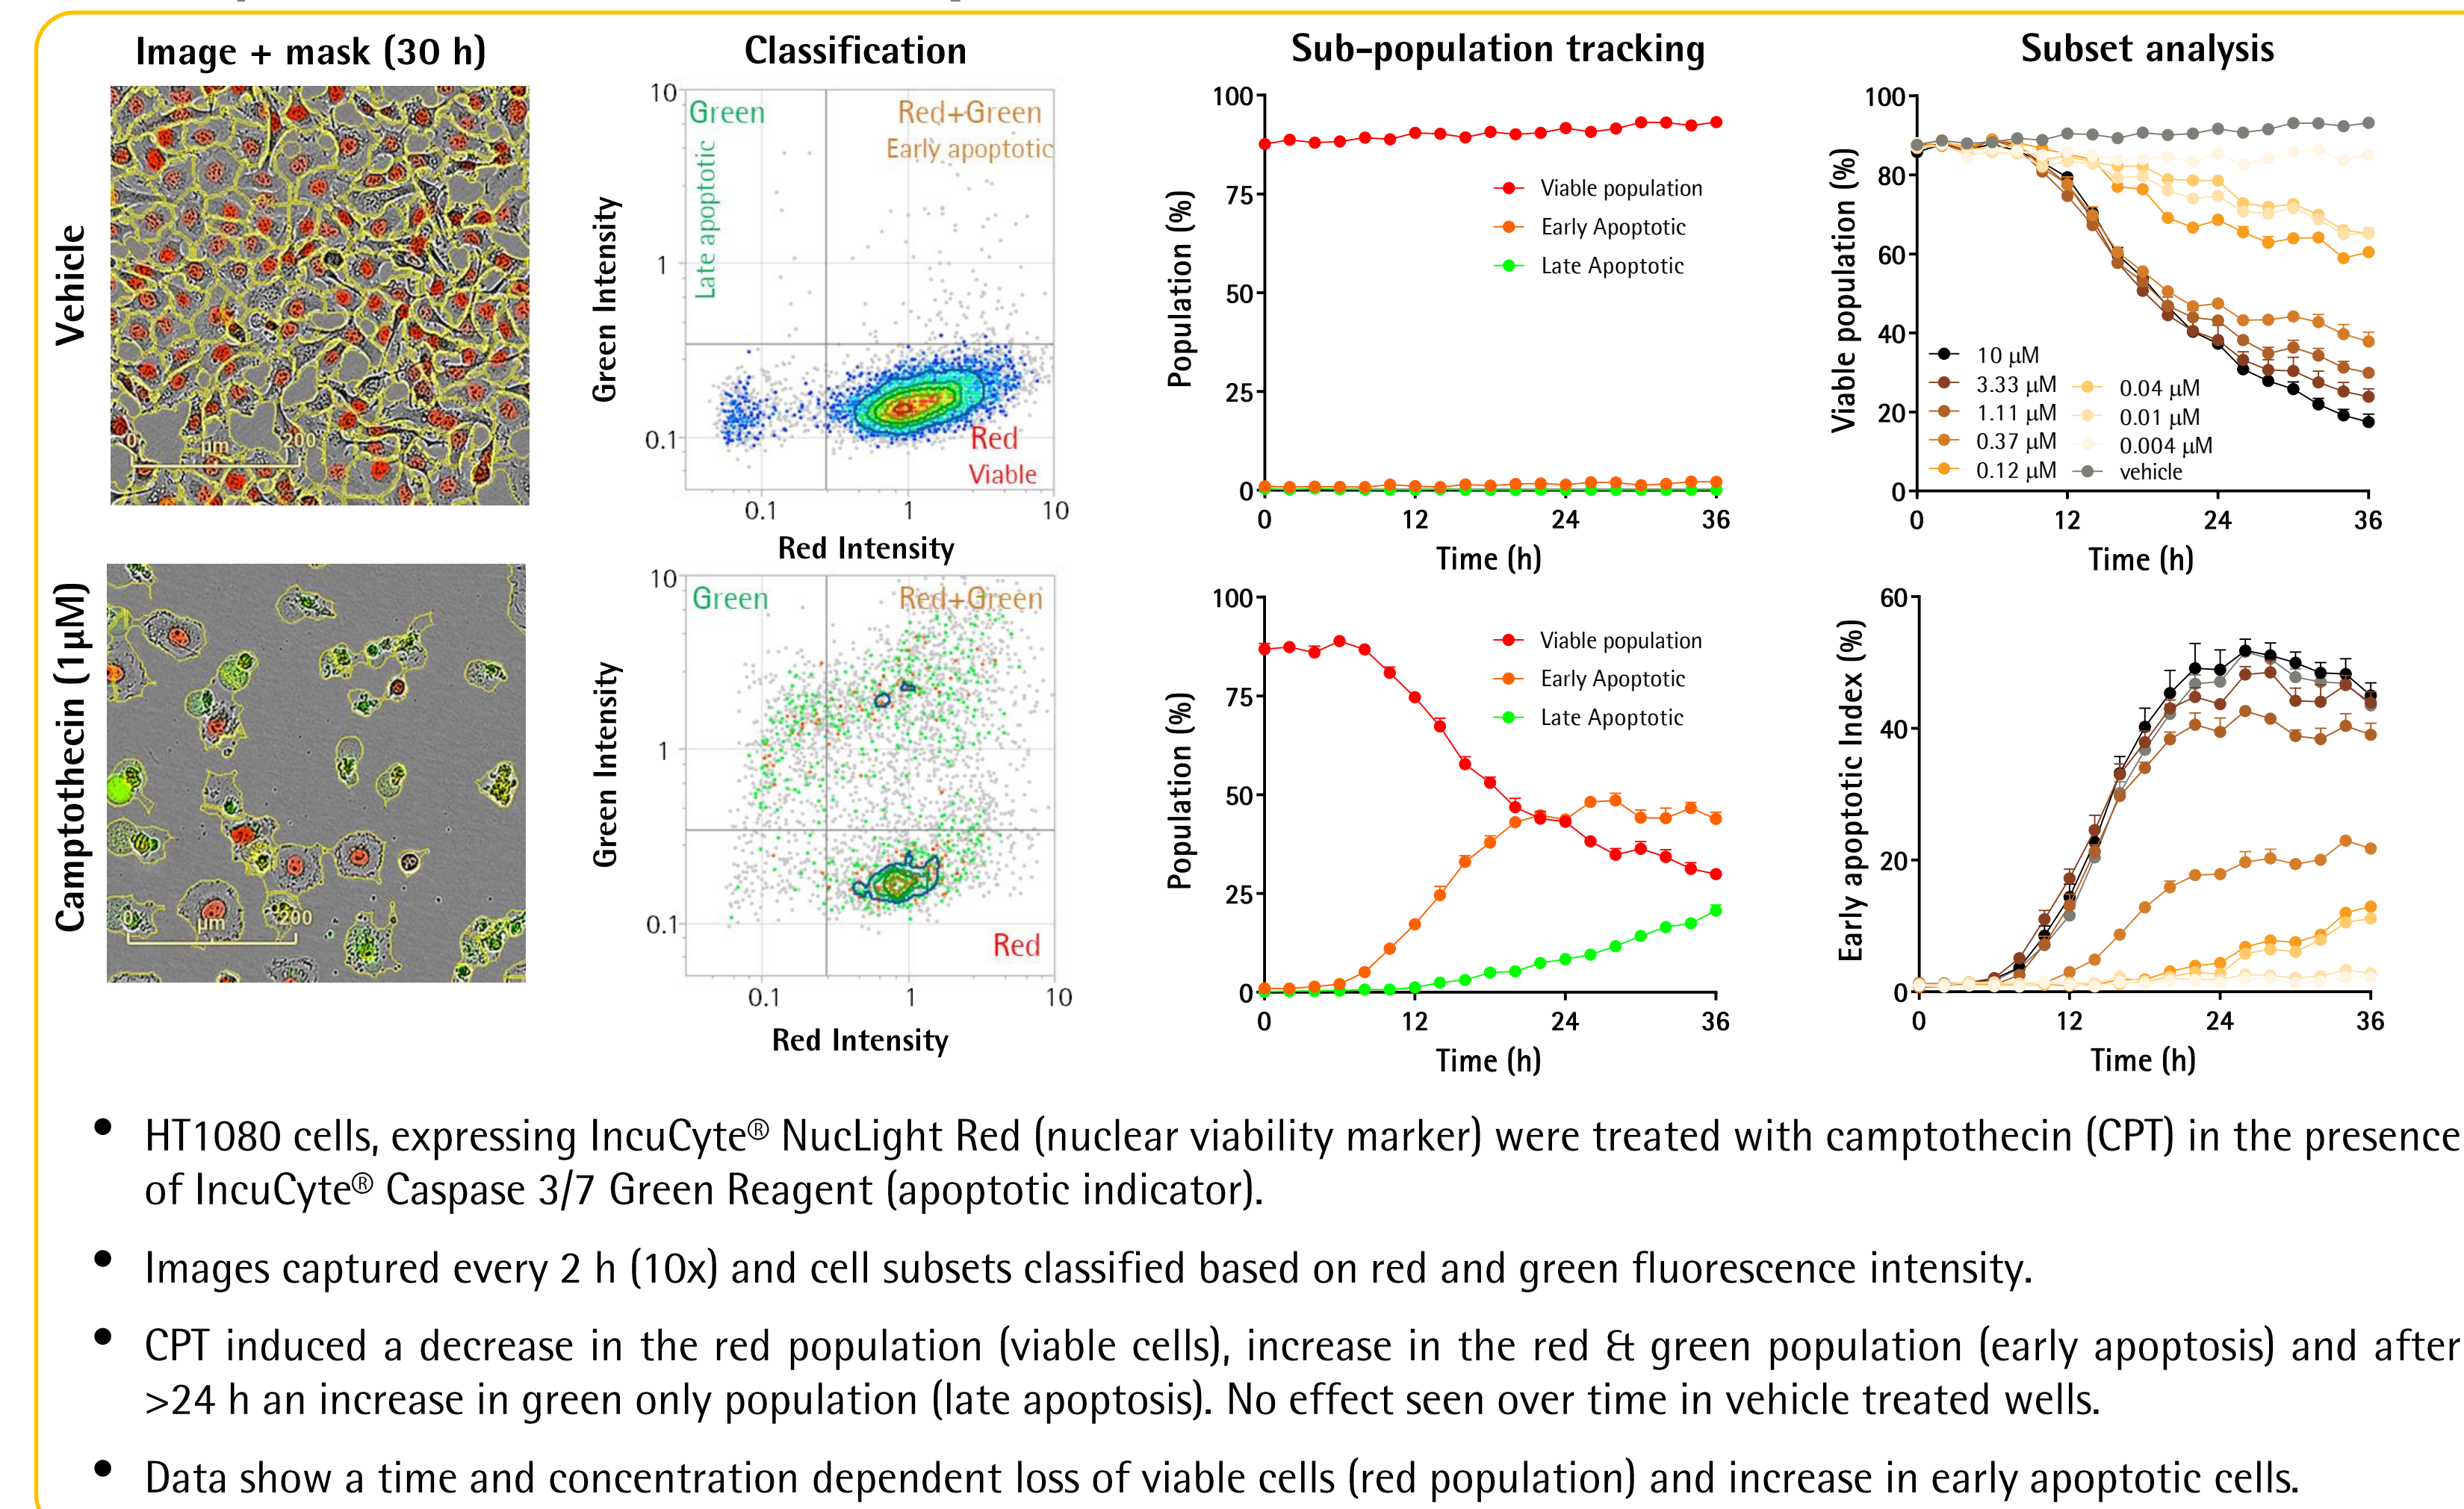 Image + mask (30 h)
Classification
Sub-population tracking
Subset analysis
Vehicle
0
µm
200
Green Intensity
10
1
0.1
Green
Late apoptotic
Red+Green
Early apoptotic
Red
Viable
0.1
1
10
Red Intensity
Population (%)
100
75
50
25
0
Viable population
Early Apoptotic
Late Apoptotic
0
12
24
36
Time (h)
Viable population (%)
100
80
60
40
20
0
10 µM
3.33 µM
1.11 µM
0.37 µM
0.12 µM
0.04 µM
0.01 µM
0.004 µM
vehicle
0
12
24
36
Time (h)
Camptothecin (1µM)
0
µm
200
Green Intensity
10
1
0.1
Green
Red+Green
Red
0.1
1
10
Red Intensity
Population (%)
100
75
50
25
0
Viable population
Early Apoptotic
Late Apoptotic
0
12
24
36
Time (h)
Early apoptotic Index (%)
60
40
20
0
0
12
24
36
Time (h)
• HT1080 cells, expressing IncuCyte® NucLight Red (nuclear viability marker) were treated with camptothecin (CPT) in the presence
of IncuCyte® Caspase 3/7 Green Reagent (apoptotic indicator).
• Images captured every 2 h (10x) and cell subsets classified based on red and green fluorescence intensity.
• CPT induced a decrease in the red population (viable cells), increase in the red & green population (early apoptosis) and after
>24 h an increase in green only population (late apoptosis). No effect seen over time in vehicle treated wells.
• Data show a time and concentration dependent loss of viable cells (red population) and increase in early apoptotic cells.